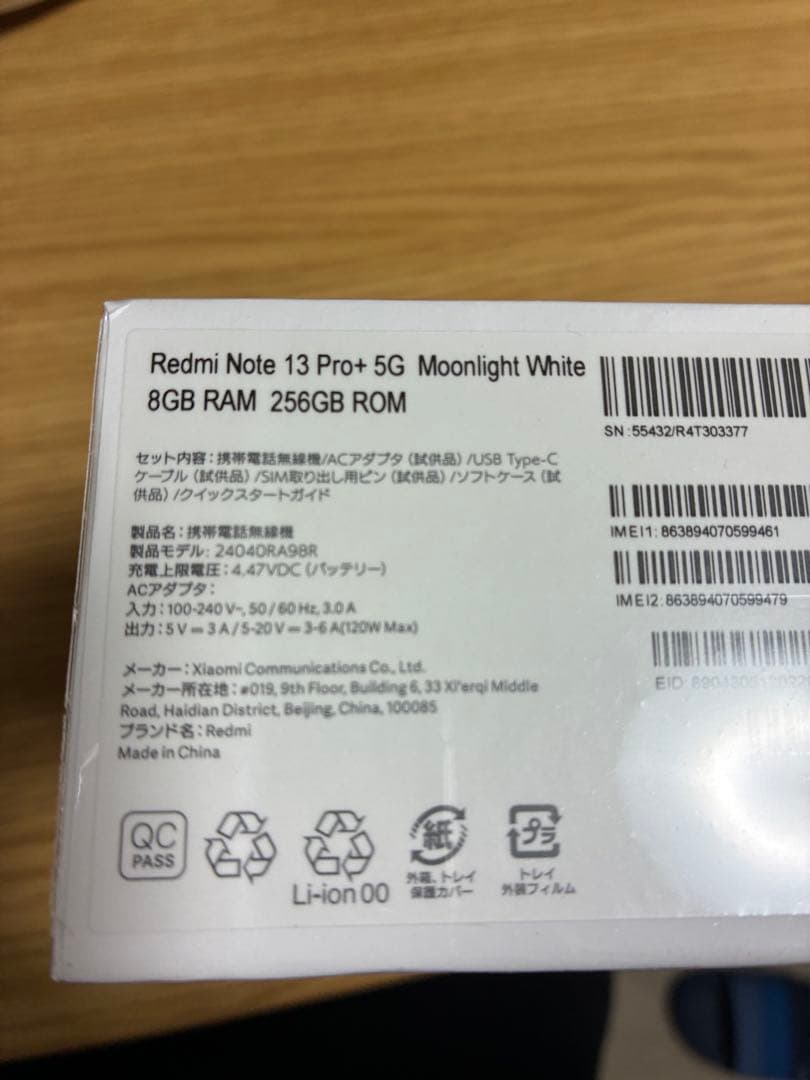 Redmi Note 13 Pro+ 5G Moonlight White
8GB RAM 256GB ROM
SN:55432/R4T303377
セット内容：携帯電話無線機/ACアダプタ（試供品）/USB Type-C
ケーブル（試供品）/SIM取り出し用ピン（試供品）/ソフトケース（試
供品）/クイックスタートガイド
IMEI1: 863894070599461
IMEI2: 863894070599479
製品名：携帯電話無線機
製品モデル: 24040RA98R
充電上限電圧：4.47VDC（バッテリー）
ACアダプタ：
入力：100-240 V~, 50 / 60 Hz, 3.0 A
出力：5 V ⎓ 3 A / 5-20 V ⎓ 3-6 A(120W Max)
EID:
メーカー：Xiaomi Communications Co., Ltd.
メーカー所在地：#019, 9th Floor, Building 6, 33 Xi'erqi Middle
Road, Haidian District, Beijing, China, 100085
ブランド名：Redmi
Made in China
QC
PASS
Li-ion 00
紙
外箱、トレイ
保護カバー
プラ
トレイ
外装フィルム